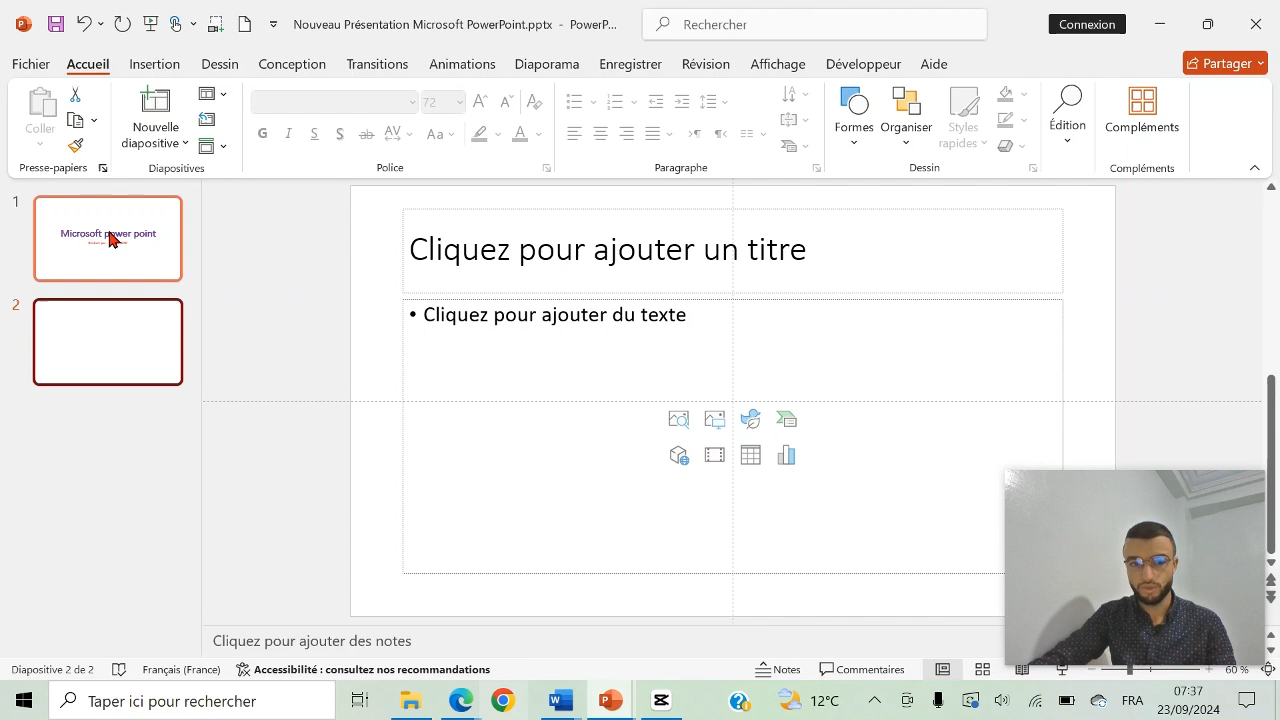 Nouveau Présentation Microsoft PowerPoint.pptx - PowerP...
Rechercher
Connexion
Fichier Accueil Insertion Dessin Conception Transitions Animations Diaporama Enregistrer Révision Affichage Développeur Aide
Partager
Coller
Nouvelle
diapositive
72
G I S S ab AV Aa A
Formes
Organiser
Styles
rapides
Édition
Compléments
Presse-papiers
Diapositives
Police
Paragraphe
Dessin
Compléments
1
Microsoft power point
2
Cliquez pour ajouter un titre
• Cliquez pour ajouter du texte
Cliquez pour ajouter des notes
Diapositive 2 de 2
Français (France)
Accessibilité : consultez nos recommandations
Notes
Commentaires
60 %
Taper ici pour rechercher
12°C
FRA
07:37
23/09/2024